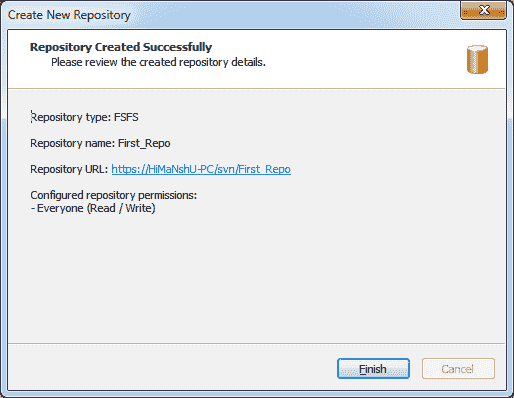 Create New Repository
Repository Created Successfully
Please review the created repository details.
Repository type: FSFS
Repository name: First_Repo
Repository URL: https://HiMaNshU-PC/svn/First_Repo
Configured repository permissions:
- Everyone (Read / Write)
Finish
Cancel